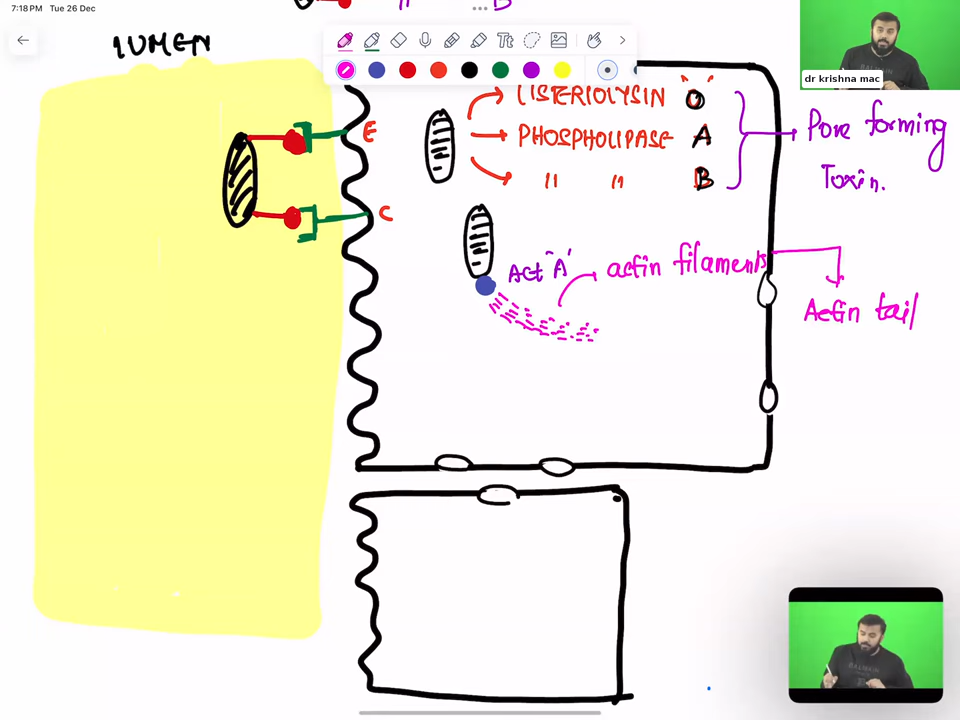 7:18 PM Tue 26 Dec
LUMEN
Tt
dr krishna mac
LISTERIOLYSIN "O"
E
PHOSPHOLIPASE A
Pore forming
Toxin.
" " B
C
Act 'A'
actin filaments
Actin tail